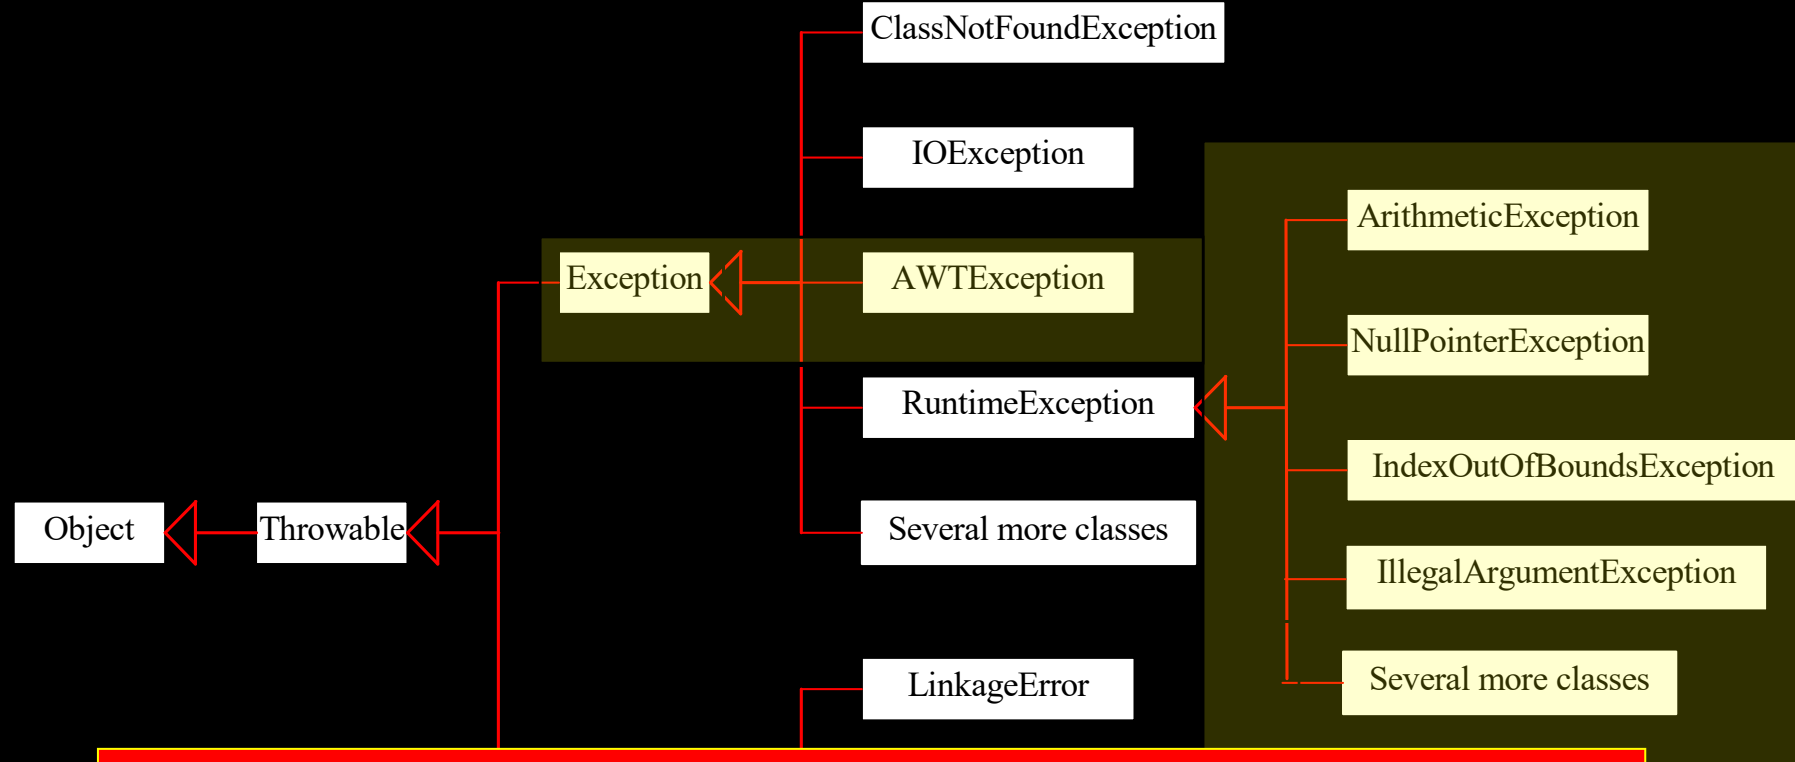 ClassNotFoundException
IOException
ArithmeticException
Exception
AWTException
NullPointerException
RuntimeException
IndexOutOfBoundsException
Object
Throwable
Several more classes
IllegalArgumentException
LinkageError
Several more classes